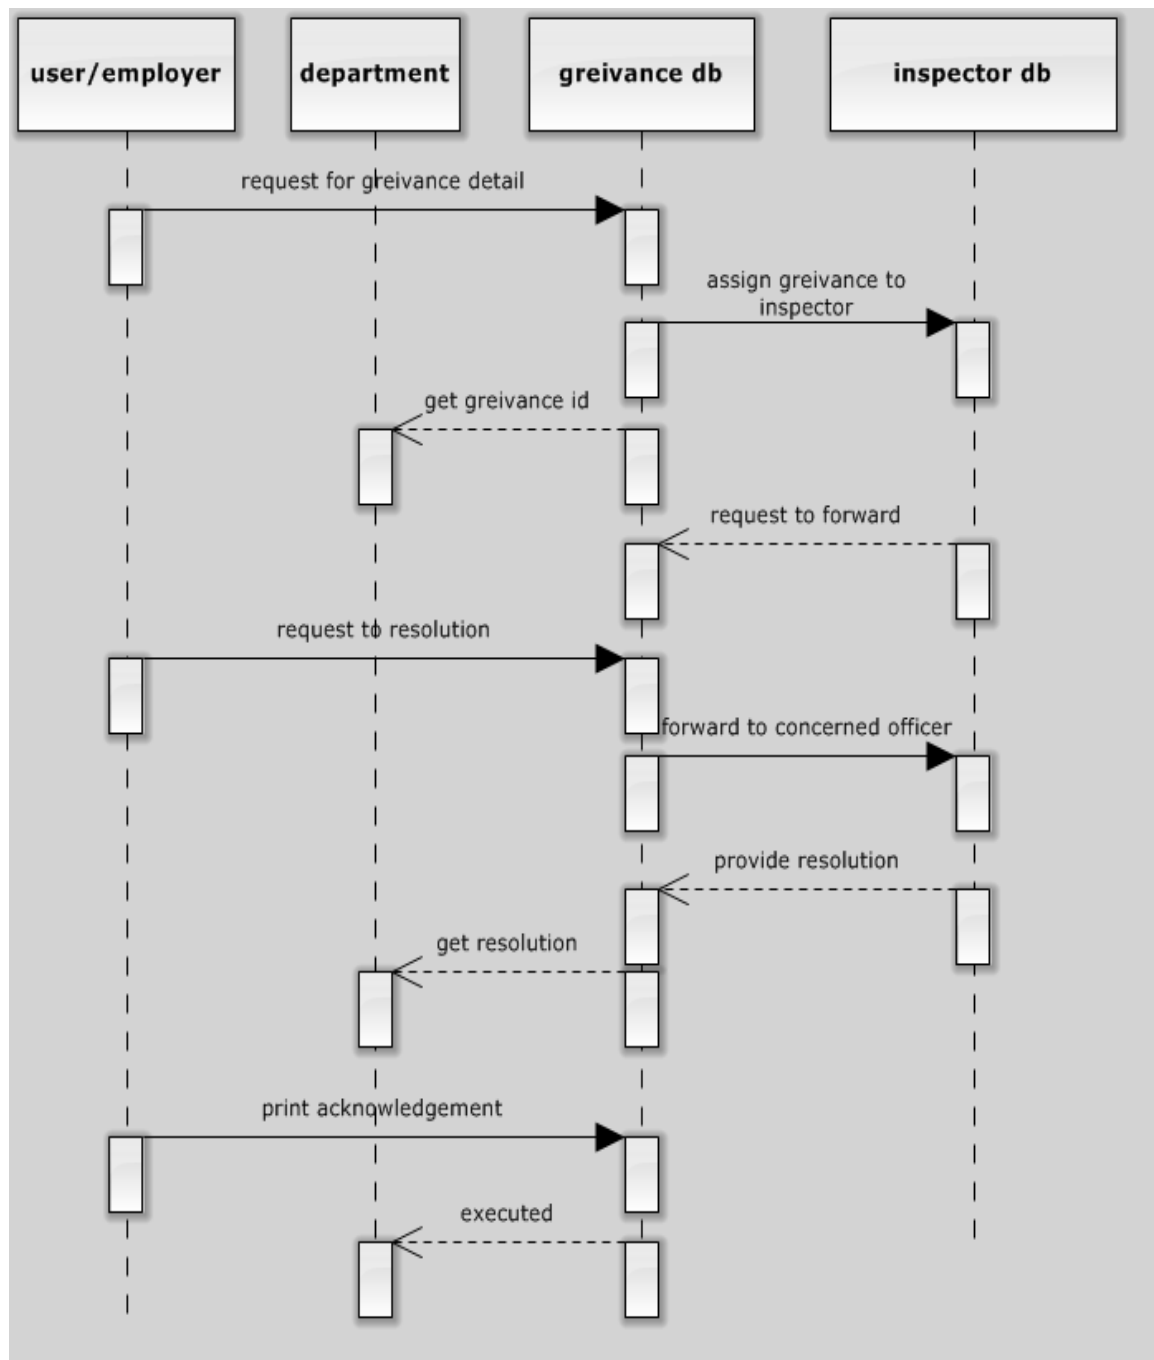 user/employer
department
greivance db
inspector db
request for greivance detail
assign greivance to
inspector
get greivance id
request to forward
request to resolution
forward to concerned officer
provide resolution
get resolution
print acknowledgement
executed